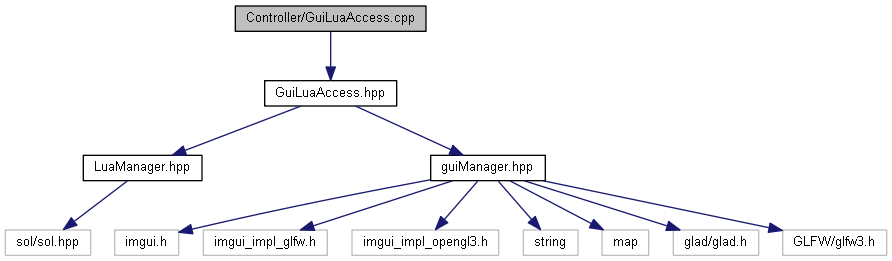 Controller/GuiLuaAccess.cpp
GuiLuaAccess.hpp
LuaManager.hpp
guiManager.hpp
sol/sol.hpp
imgui.h
imgui_impl_glfw.h
imgui_impl_opengl3.h
string
map
glad/glad.h
GLFW/glfw3.h